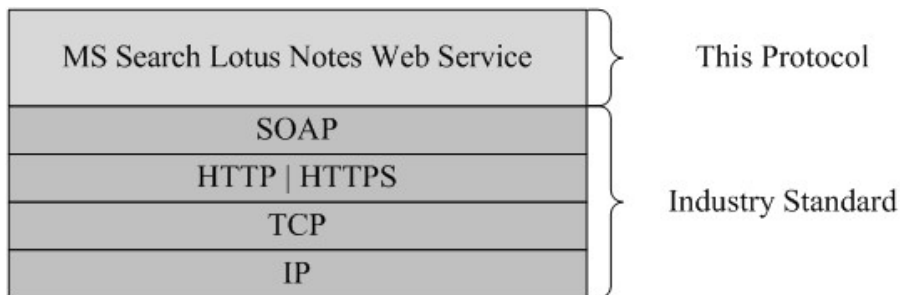 MS Search Lotus Notes Web Service
This Protocol
SOAP
HTTP | HTTPS
TCP
IP
Industry Standard